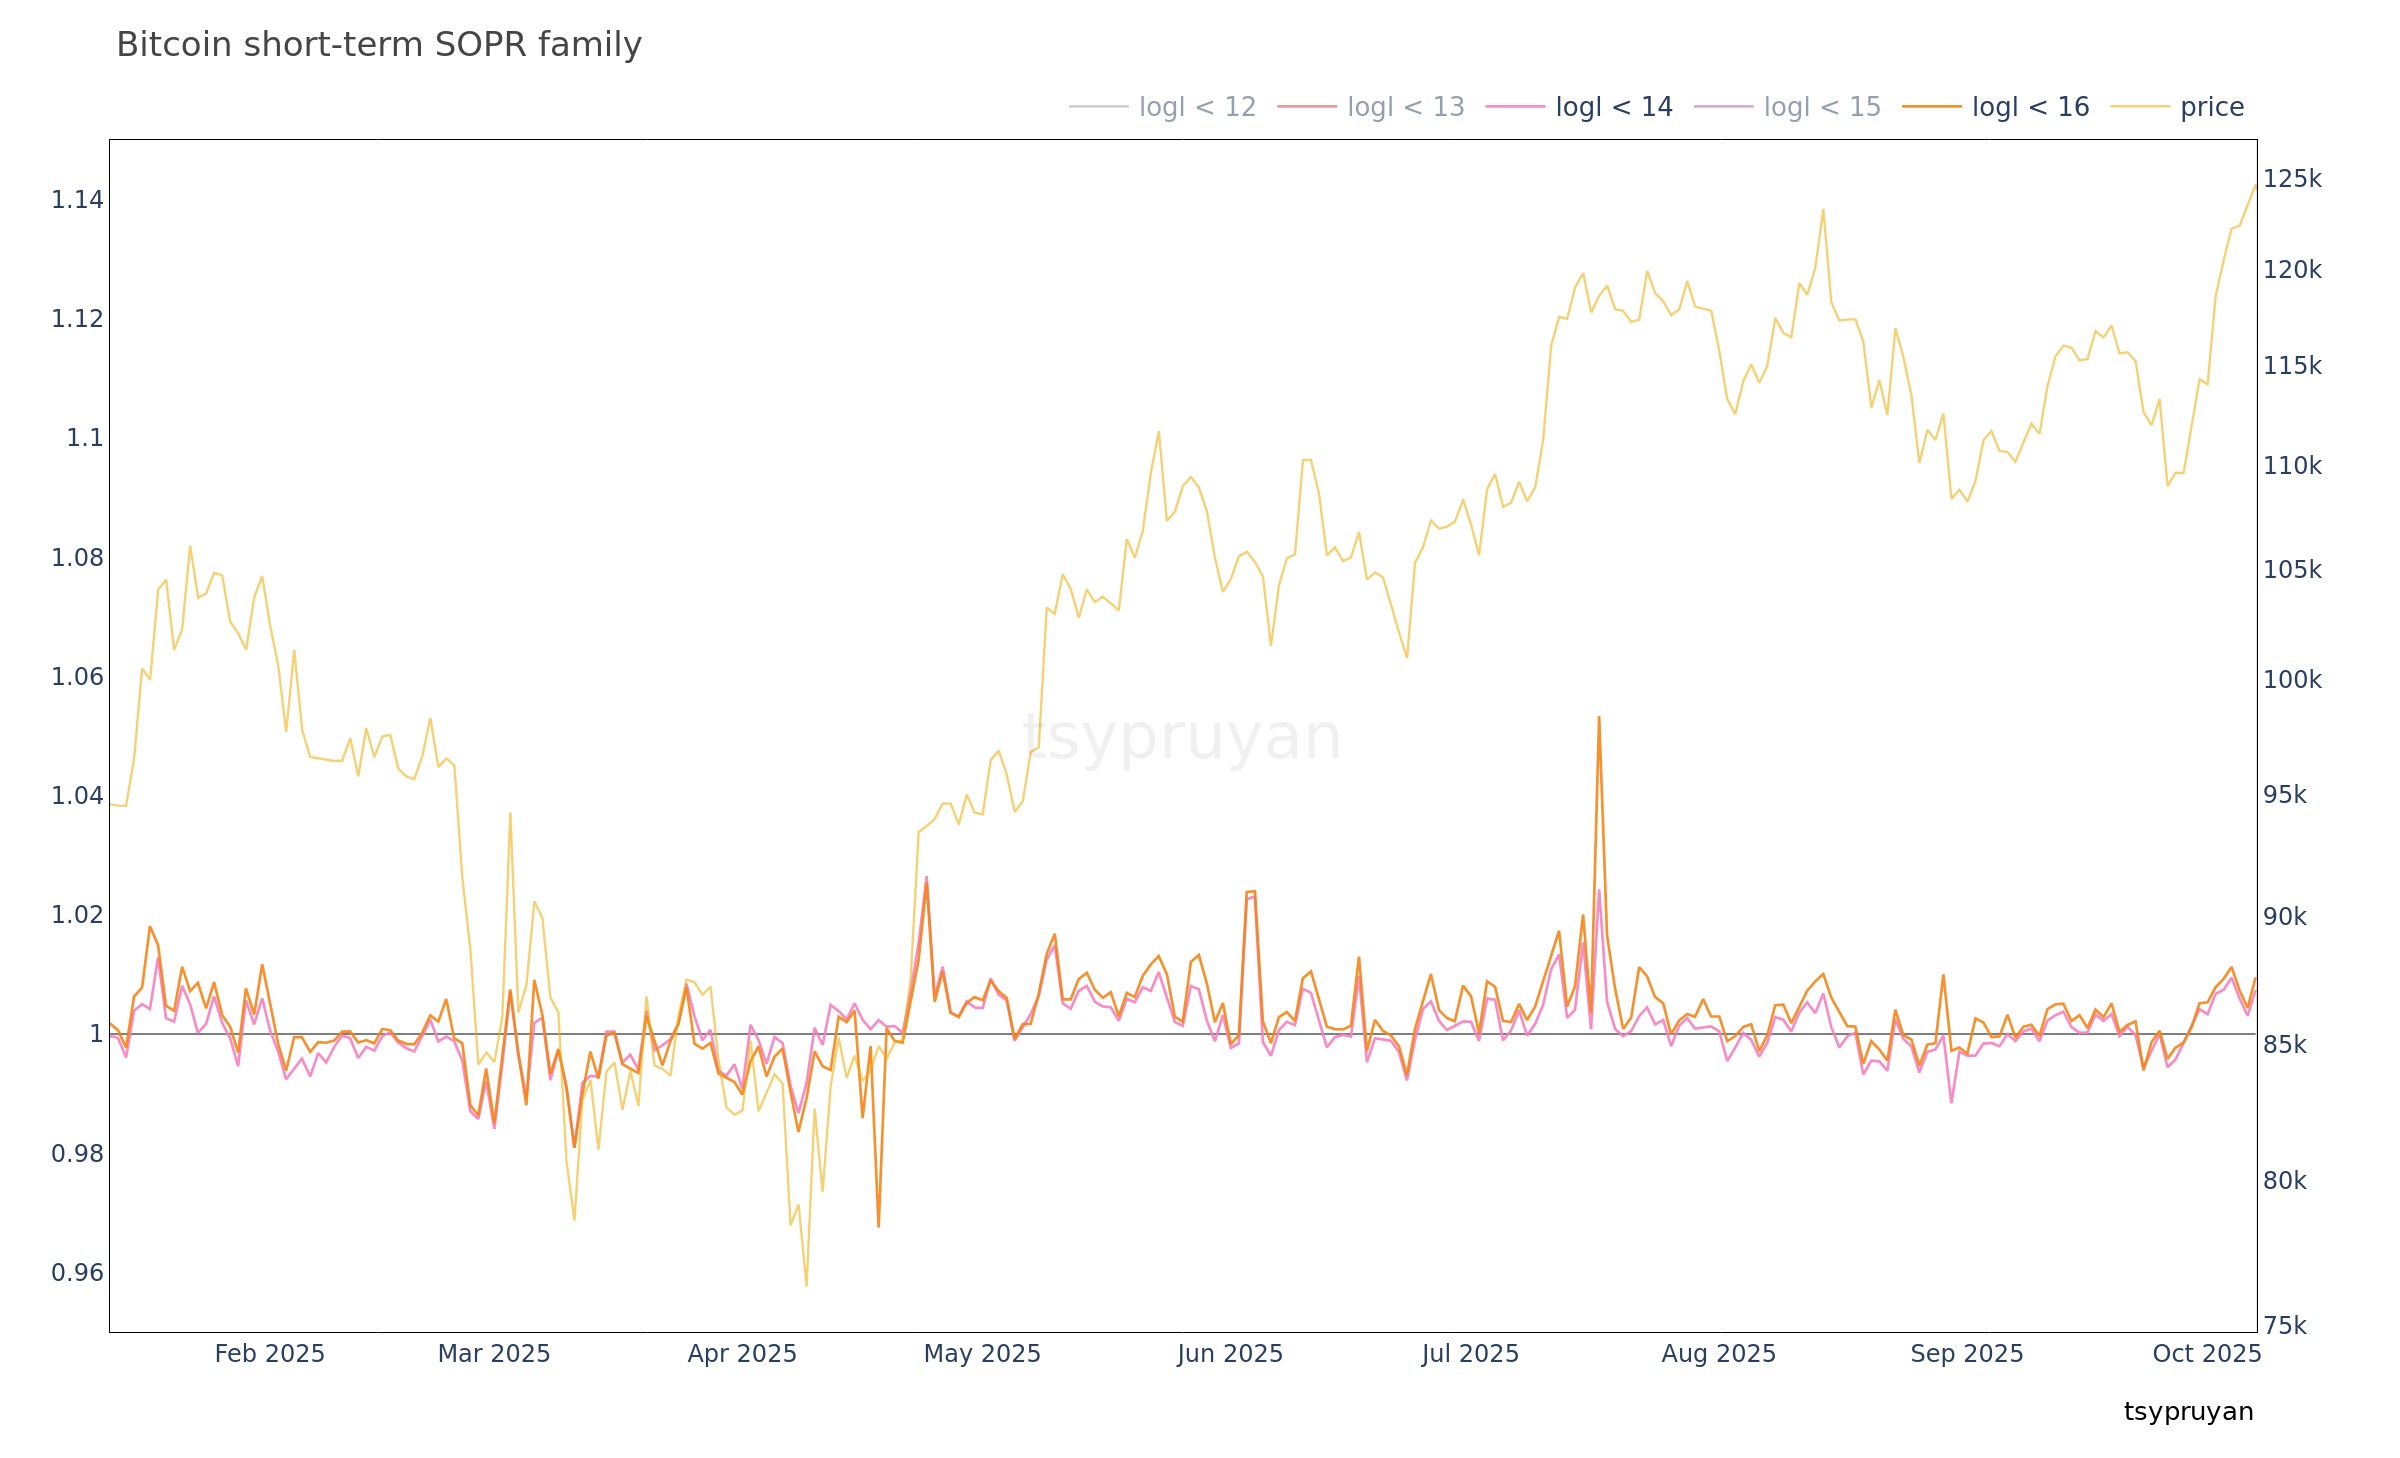 Bitcoin short-term SOPR family
logl < 12 logl < 13 logl < 14 logl < 15 logl < 16 price
1.14
1.12
1.1
1.08
1.06
1.04
1.02
1
0.98
0.96
125k
120k
115k
110k
105k
100k
95k
90k
85k
80k
75k
tsypruyan
Feb 2025 Mar 2025 Apr 2025 May 2025 Jun 2025 Jul 2025 Aug 2025 Sep 2025 Oct 2025
tsypruyan